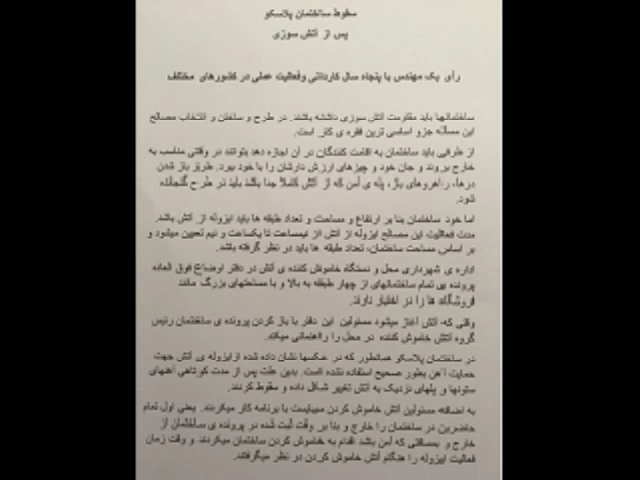 سقوط ساختمان پلاسکو
پس از آتش سوزی
رأی یک مهندس با پنجاه سال کاردانی وفعالیت عملی در کشورهای مختلف
ساختمانها باید مقاومت آتش سوزی داشته باشند. در طرح و ساختن و انتخاب مصالح
این مسأله جزو اساسی ترین فقره ی کار است.
از طرفی باید ساختمان به اقامت کنندگان در آن اجازه دهد بتوانند در وقتی مناسب به
خارج بروند و جان خود و چیزهای ارزش دارشان را با خود ببرد. طرز باز شدن
درها، راهروهای باز، پله ی أمن که از آتش کاملاً جدا باشد باید در طرح گنجانده
شود.
اما خود ساختمان بنا بر ارتفاع و مساحت و تعداد طبقه ها باید ایزوله از آتش باشد.
مدت فعالیت این مصالح ایزوله از آتش از نیمساعت تا یکساعت و نیم تعیین میشود و
بر اساس مساحت ساختمان، تعداد طبقه ها باید در نظر گرفته باشد.
اداره ی شهرداری محل و دستگاه خاموش کننده ی آتش در دفتر اوضاع فوق العاده
پرونده ی تمام ساختمانهای از چهار طبقه به بالا و با مساحتهای بزرگ مانند
فروشگاه ها را در اختیار دارند.
وقتی که آتش آغاز میشود مسئولین این دفتر با باز کردن پرونده ی ساختمان رئیس
گروه آتش خاموش کننده در محل را راهنمائی میکند.
در ساختمان پلاسکو همانطور که در عکسها نشان داده شده ازایزوله ی آتش جهت
حمایت آهن بطور صحیح استفاده نشده است. بدین علت پس از مدت کوتاهی آهنهای
ستونها و پلهای نزدیک به آتش تغییر شکل داده و سقوط کردند.
به اضافه مسئولین آتش خاموش کردن میبایست با برنامه کار میکردند. یعنی اول تمام
حاضرین در ساختمان را خارج و بنا بر وقت ثبت شده در پرونده ی ساختمان از
خارج و بمسافتی که أمن باشد اقدام به خاموش کردن ساختمان میکردند و وقت زمان
فعالیت ایزوله را هنگام آتش خاموش کردن در نظر میگرفتند.